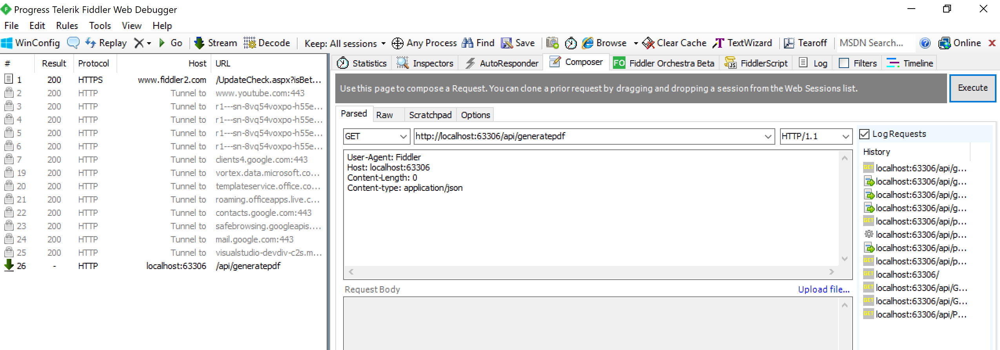 Progress Telerik Fiddler Web Debugger
File Edit Rules Tools View Help
WinConfig Replay Go Stream Decode Keep: All sessions Any Process Find Save Browse Clear Cache TextWizard Tearoff MSDN Search... Online
# Result Protocol Host URL
1 200 HTTPS www.fiddler2.com /UpdateCheck.aspx?isBet...
2 200 HTTP Tunnel to www.youtube.com:443
3 200 HTTP Tunnel to r1---sn-8vq54voxpo-h55e...
4 200 HTTP Tunnel to r1---sn-8vq54voxpo-h55e...
5 200 HTTP Tunnel to r1---sn-8vq54voxpo-h55e...
6 200 HTTP Tunnel to r1---sn-8vq54voxpo-h55e...
7 200 HTTP Tunnel to clients4.google.com:443
19 200 HTTP Tunnel to vortex.data.microsoft.co...
20 200 HTTP Tunnel to templateservice.office.co...
21 200 HTTP Tunnel to roaming.officeapps.live.c...
22 200 HTTP Tunnel to contacts.google.com:443
23 200 HTTP Tunnel to safebrowsing.googleapis....
24 200 HTTP Tunnel to mail.google.com:443
25 200 HTTP Tunnel to visualstudio-devdiv-c2s.m...
26 - HTTP localhost:63306 /api/generatepdf
Statistics Inspectors AutoResponder Composer FO Fiddler Orchestra Beta FiddlerScript Log Filters Timeline
Use this page to compose a Request. You can clone a prior request by dragging and dropping a session from the Web Sessions list.
Execute
Parsed Raw Scratchpad Options
GET http://localhost:63306/api/generatepdf HTTP/1.1
User-Agent: Fiddler
Host: localhost:63306
Content-Length: 0
Content-type: application/json
Request Body Upload file...
Log Requests
History
GET localhost:63306/api/g...
localhost:63306/api/g...
localhost:63306/api/g...
localhost:63306/api/g...
GET localhost:63306/api/p...
localhost:63306/api/p...
localhost:63306/api/p...
GET localhost:63306/api/p...
GET localhost:63306/
GET localhost:63306/api/G...
GET localhost:63306/api/G...
GET localhost:63306/api/P...